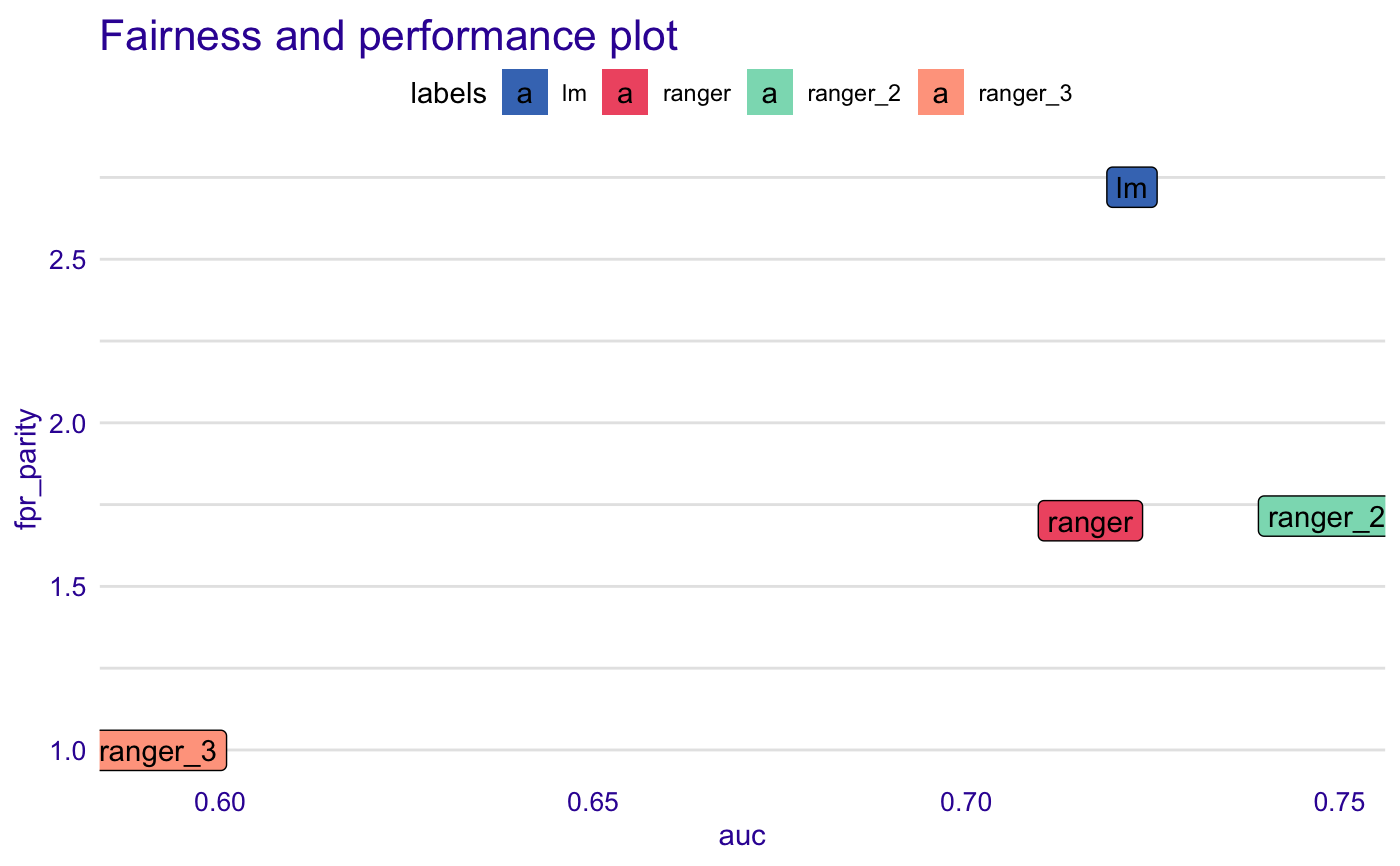 Fairness and performance plot
labels a lm a ranger a ranger_2 a ranger_3
lm
2.5
2.0
fpr_parity
ranger
ranger_2
1.5
1.0
ranger_3
0.60 0.65 0.70 0.75
auc